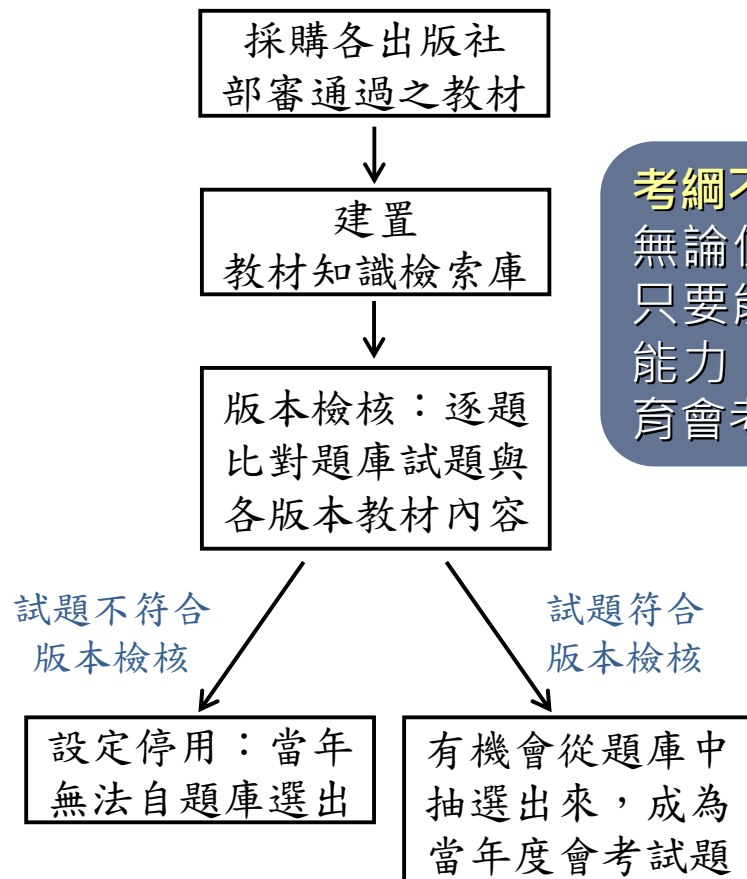 採購各出版社
部審通過之教材
建置
教材知識檢索庫
版本檢核：逐題
比對題庫試題與
各版本教材內容
試題不符合
版本檢核
試題符合
版本檢核
設定停用：當年
無法自題庫選出
有機會從題庫中
抽選出來，成為
當年度會考試題
考綱
無論
只要
能力
育會